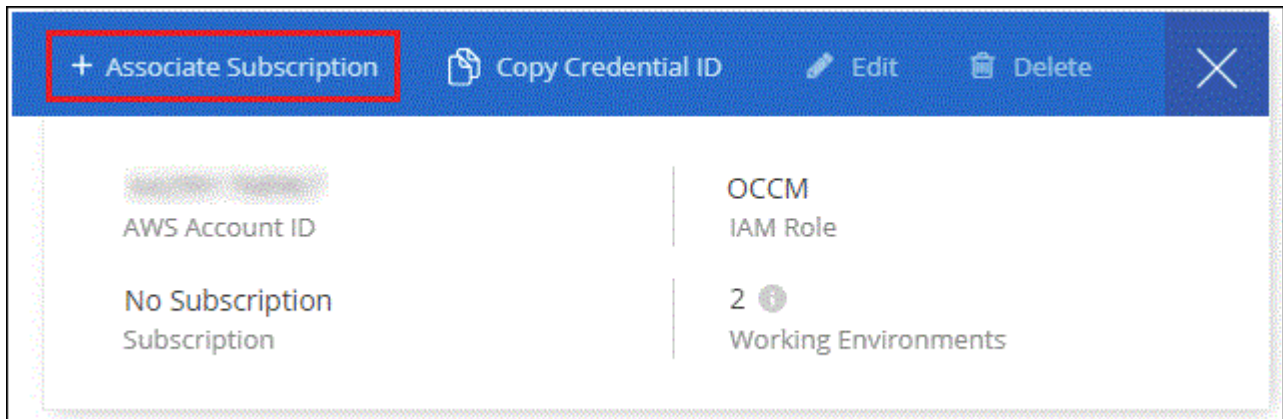 + Associate Subscription
Copy Credential ID
Edit
Delete
AWS Account ID
OCCM
IAM Role
No Subscription
Subscription
2
Working Environments